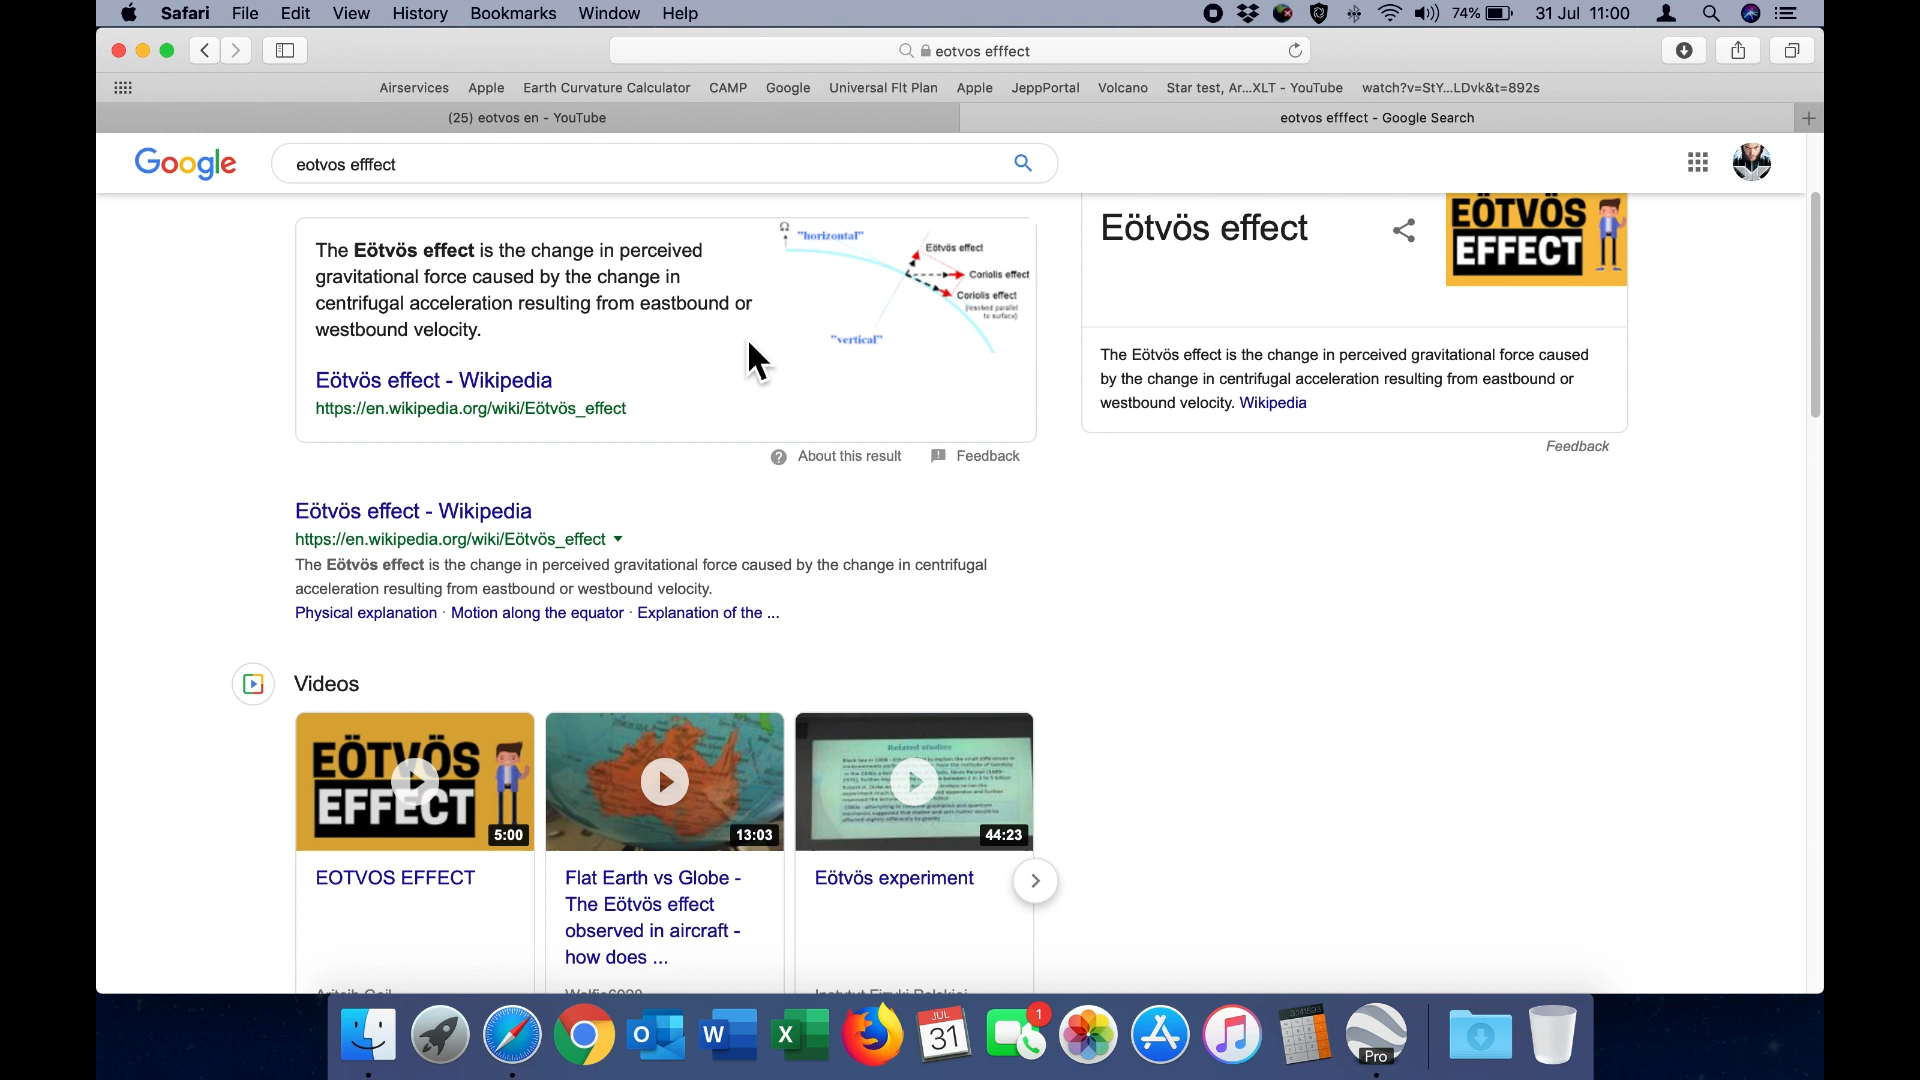 Safari File Edit View History Bookmarks Window Help 74% 31 Jul 11:00
eotvos efffect
Airservices Apple Earth Curvature Calculator CAMP Google Universal Flt Plan Apple JeppPortal Volcano Star test, Ar...XLT - YouTube watch?v=StY...LDvk&t=892s
(25) eotvos en - YouTube eotvos efffect - Google Search
Google eotvos efffect
The Eötvös effect is the change in perceived
gravitational force caused by the change in
centrifugal acceleration resulting from eastbound or
westbound velocity.
Ω
"horizontal"
Eötvös effect
Coriolis effect
Coriolis effect
(resolved parallel
to surface)
"vertical"
Eötvös effect - Wikipedia
https://en.wikipedia.org/wiki/Eötvös_effect
About this result Feedback
Eötvös effect
EÖTVÖS
EFFECT
The Eötvös effect is the change in perceived gravitational force caused
by the change in centrifugal acceleration resulting from eastbound or
westbound velocity. Wikipedia
Feedback
Eötvös effect - Wikipedia
https://en.wikipedia.org/wiki/Eötvös_effect
The Eötvös effect is the change in perceived gravitational force caused by the change in centrifugal
acceleration resulting from eastbound or westbound velocity.
Physical explanation · Motion along the equator · Explanation of the ...
Videos
EÖTVÖS
EFFECT
5:00
13:03
Related studies
44:23
EOTVOS EFFECT
Flat Earth vs Globe -
The Eötvös effect
observed in aircraft -
how does ...
Eötvös experiment
JUL
31
1
Pro